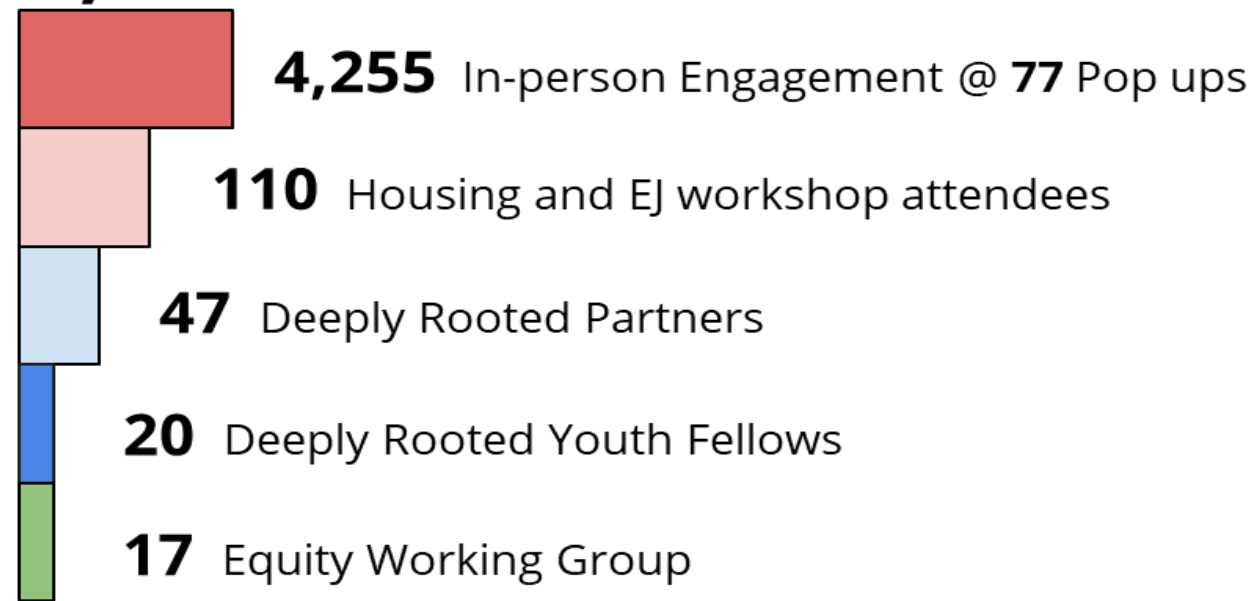 4,255 In-person Engagement @ 77 Pop ups
110 Housing and EJ workshop attendees
47 Deeply Rooted Partners
20 Deeply Rooted Youth Fellows
17 Equity Working Group